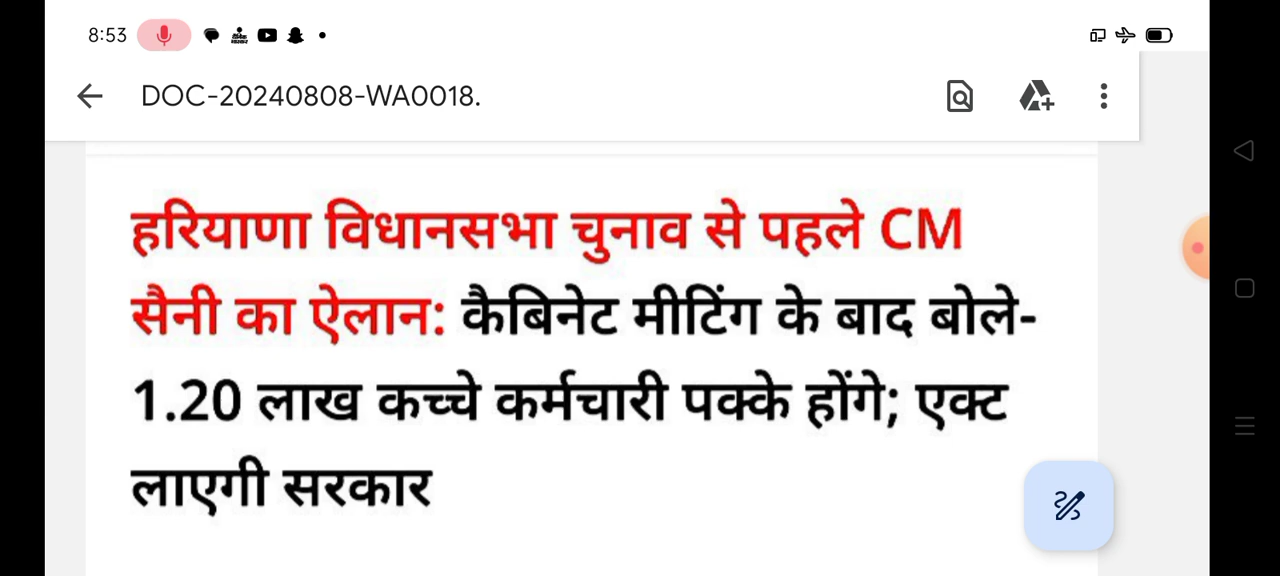 8:53
DOC-20240808-WA0018.
हरियाणा विधानसभा चुनाव से पहले CM
सैनी का ऐलान: कैबिनेट मीटिंग के बाद बोले-
1.20 लाख कच्चे कर्मचारी पक्के होंगे; एक्ट
लाएगी सरकार